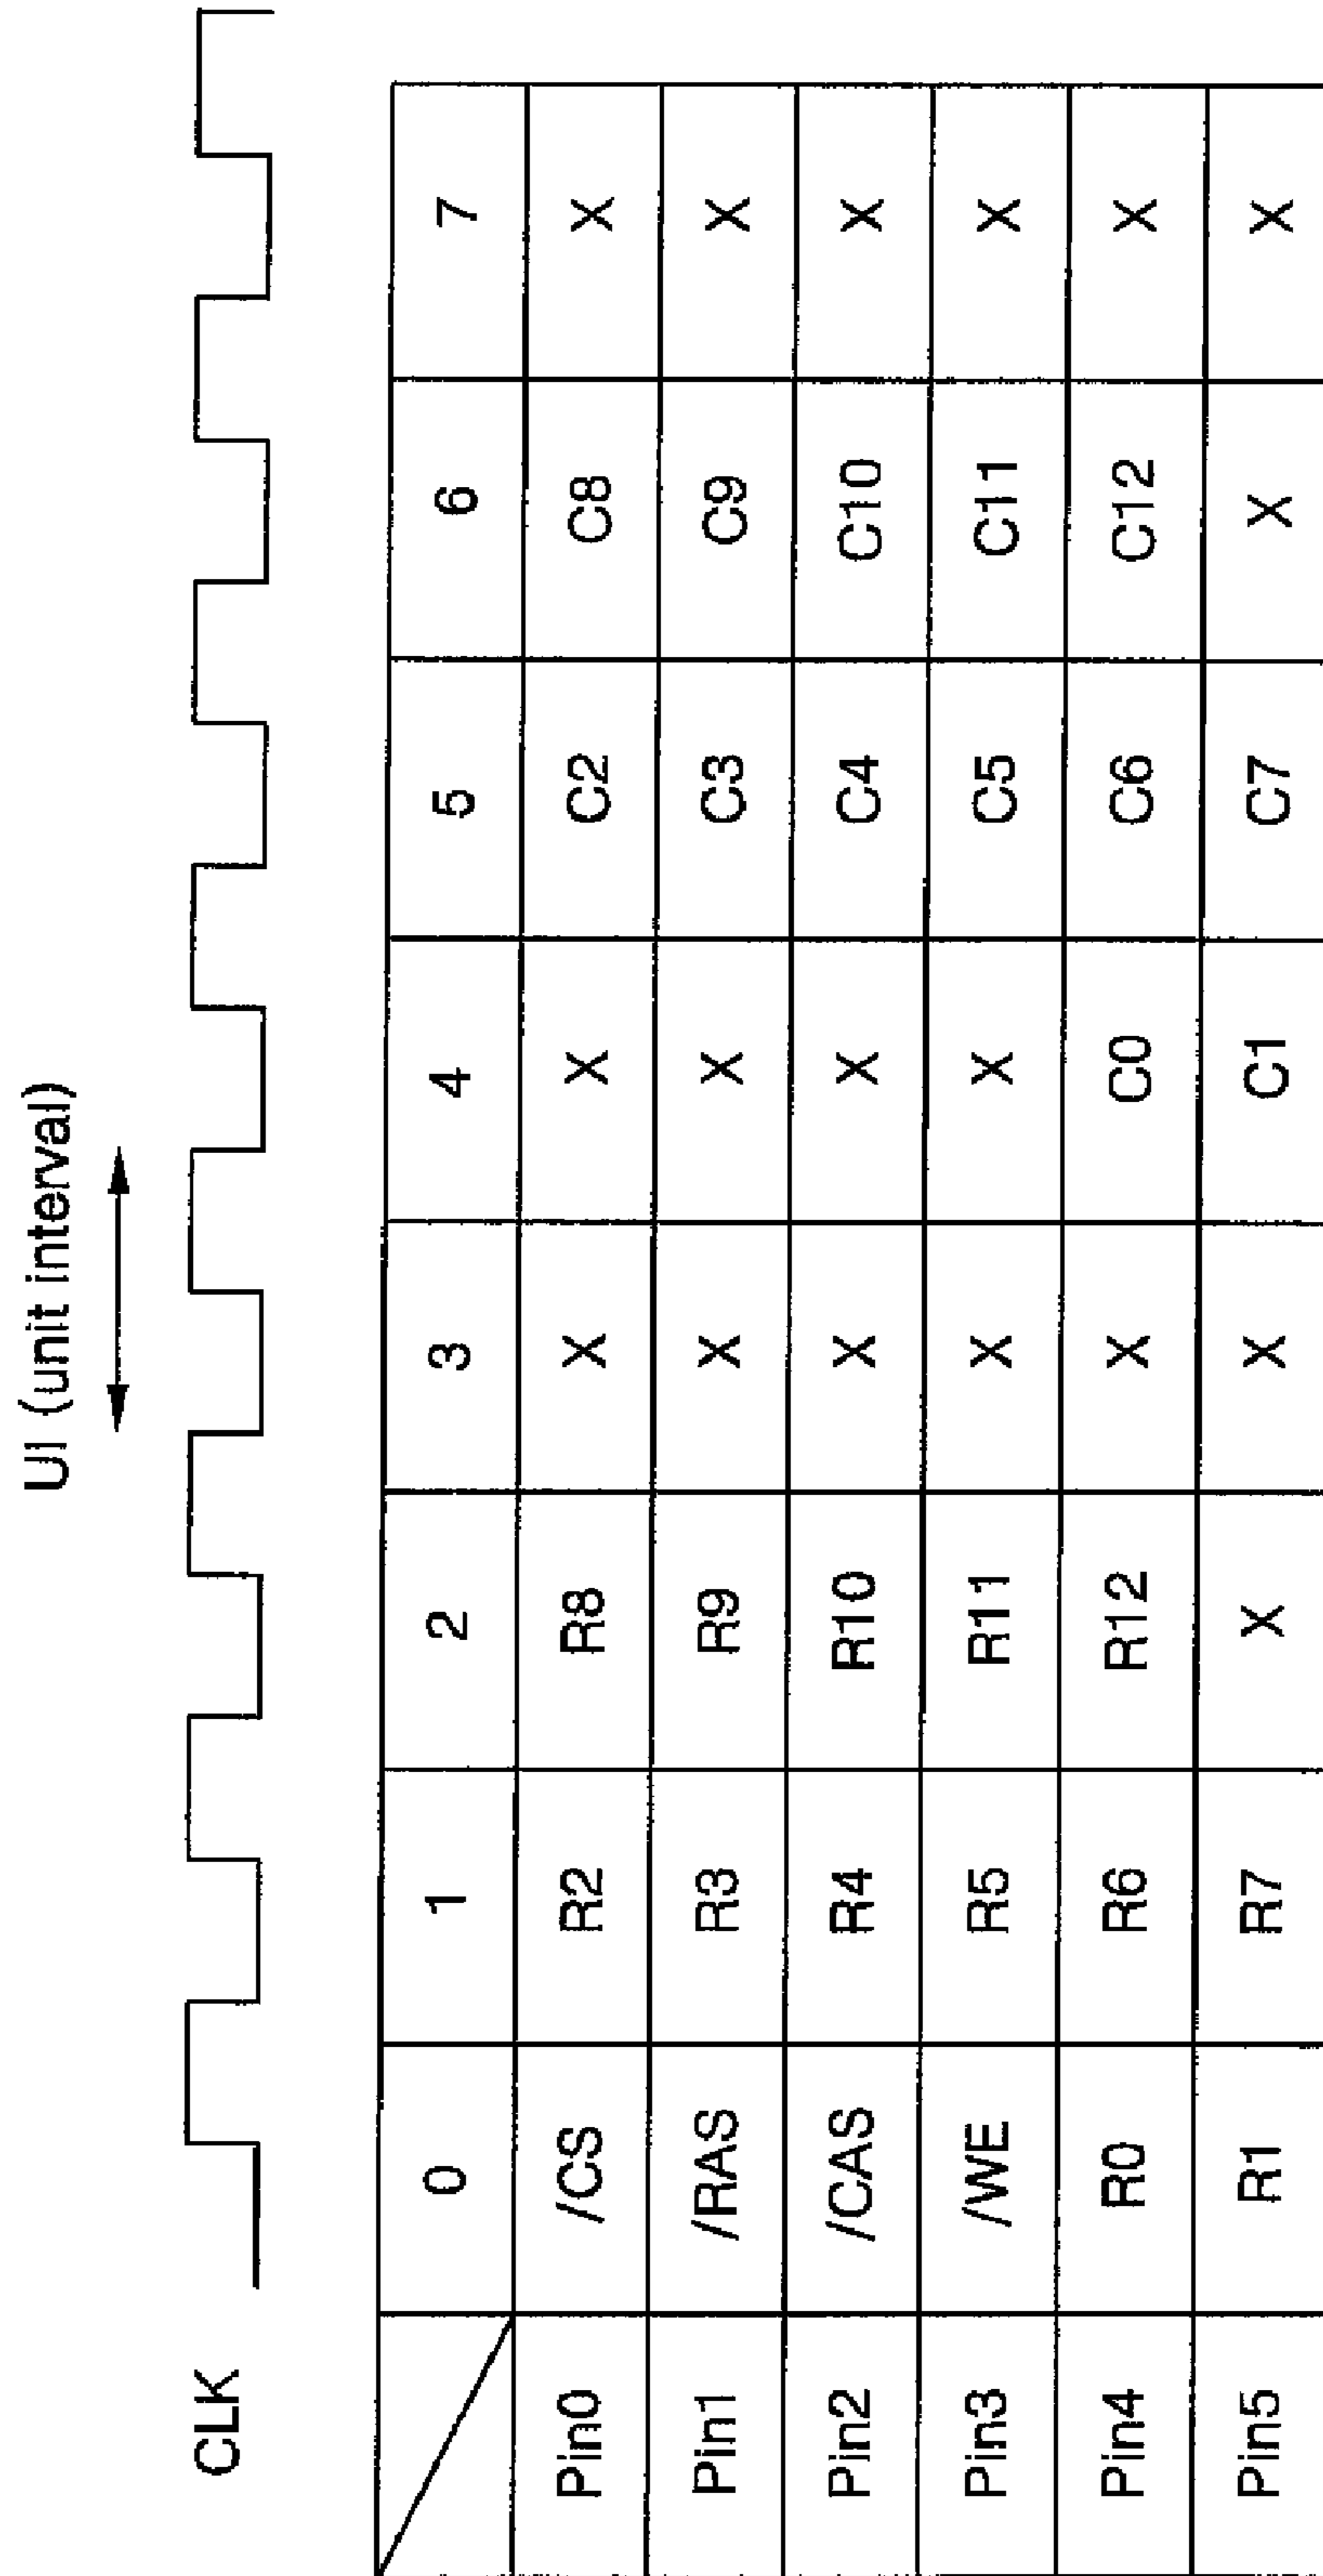 UI (unit interval)
CLK
0 1 2 3 4 5 6 7
Pin0 /CS R2 R8 X X C2 C8 X
Pin1 /RAS R3 R9 X X C3 C9 X
Pin2 /CAS R4 R10 X X C4 C10 X
Pin3 /WE R5 R11 X X C5 C11 X
Pin4 R0 R6 R12 X C0 C6 C12 X
Pin5 R1 R7 X X C1 C7 X X